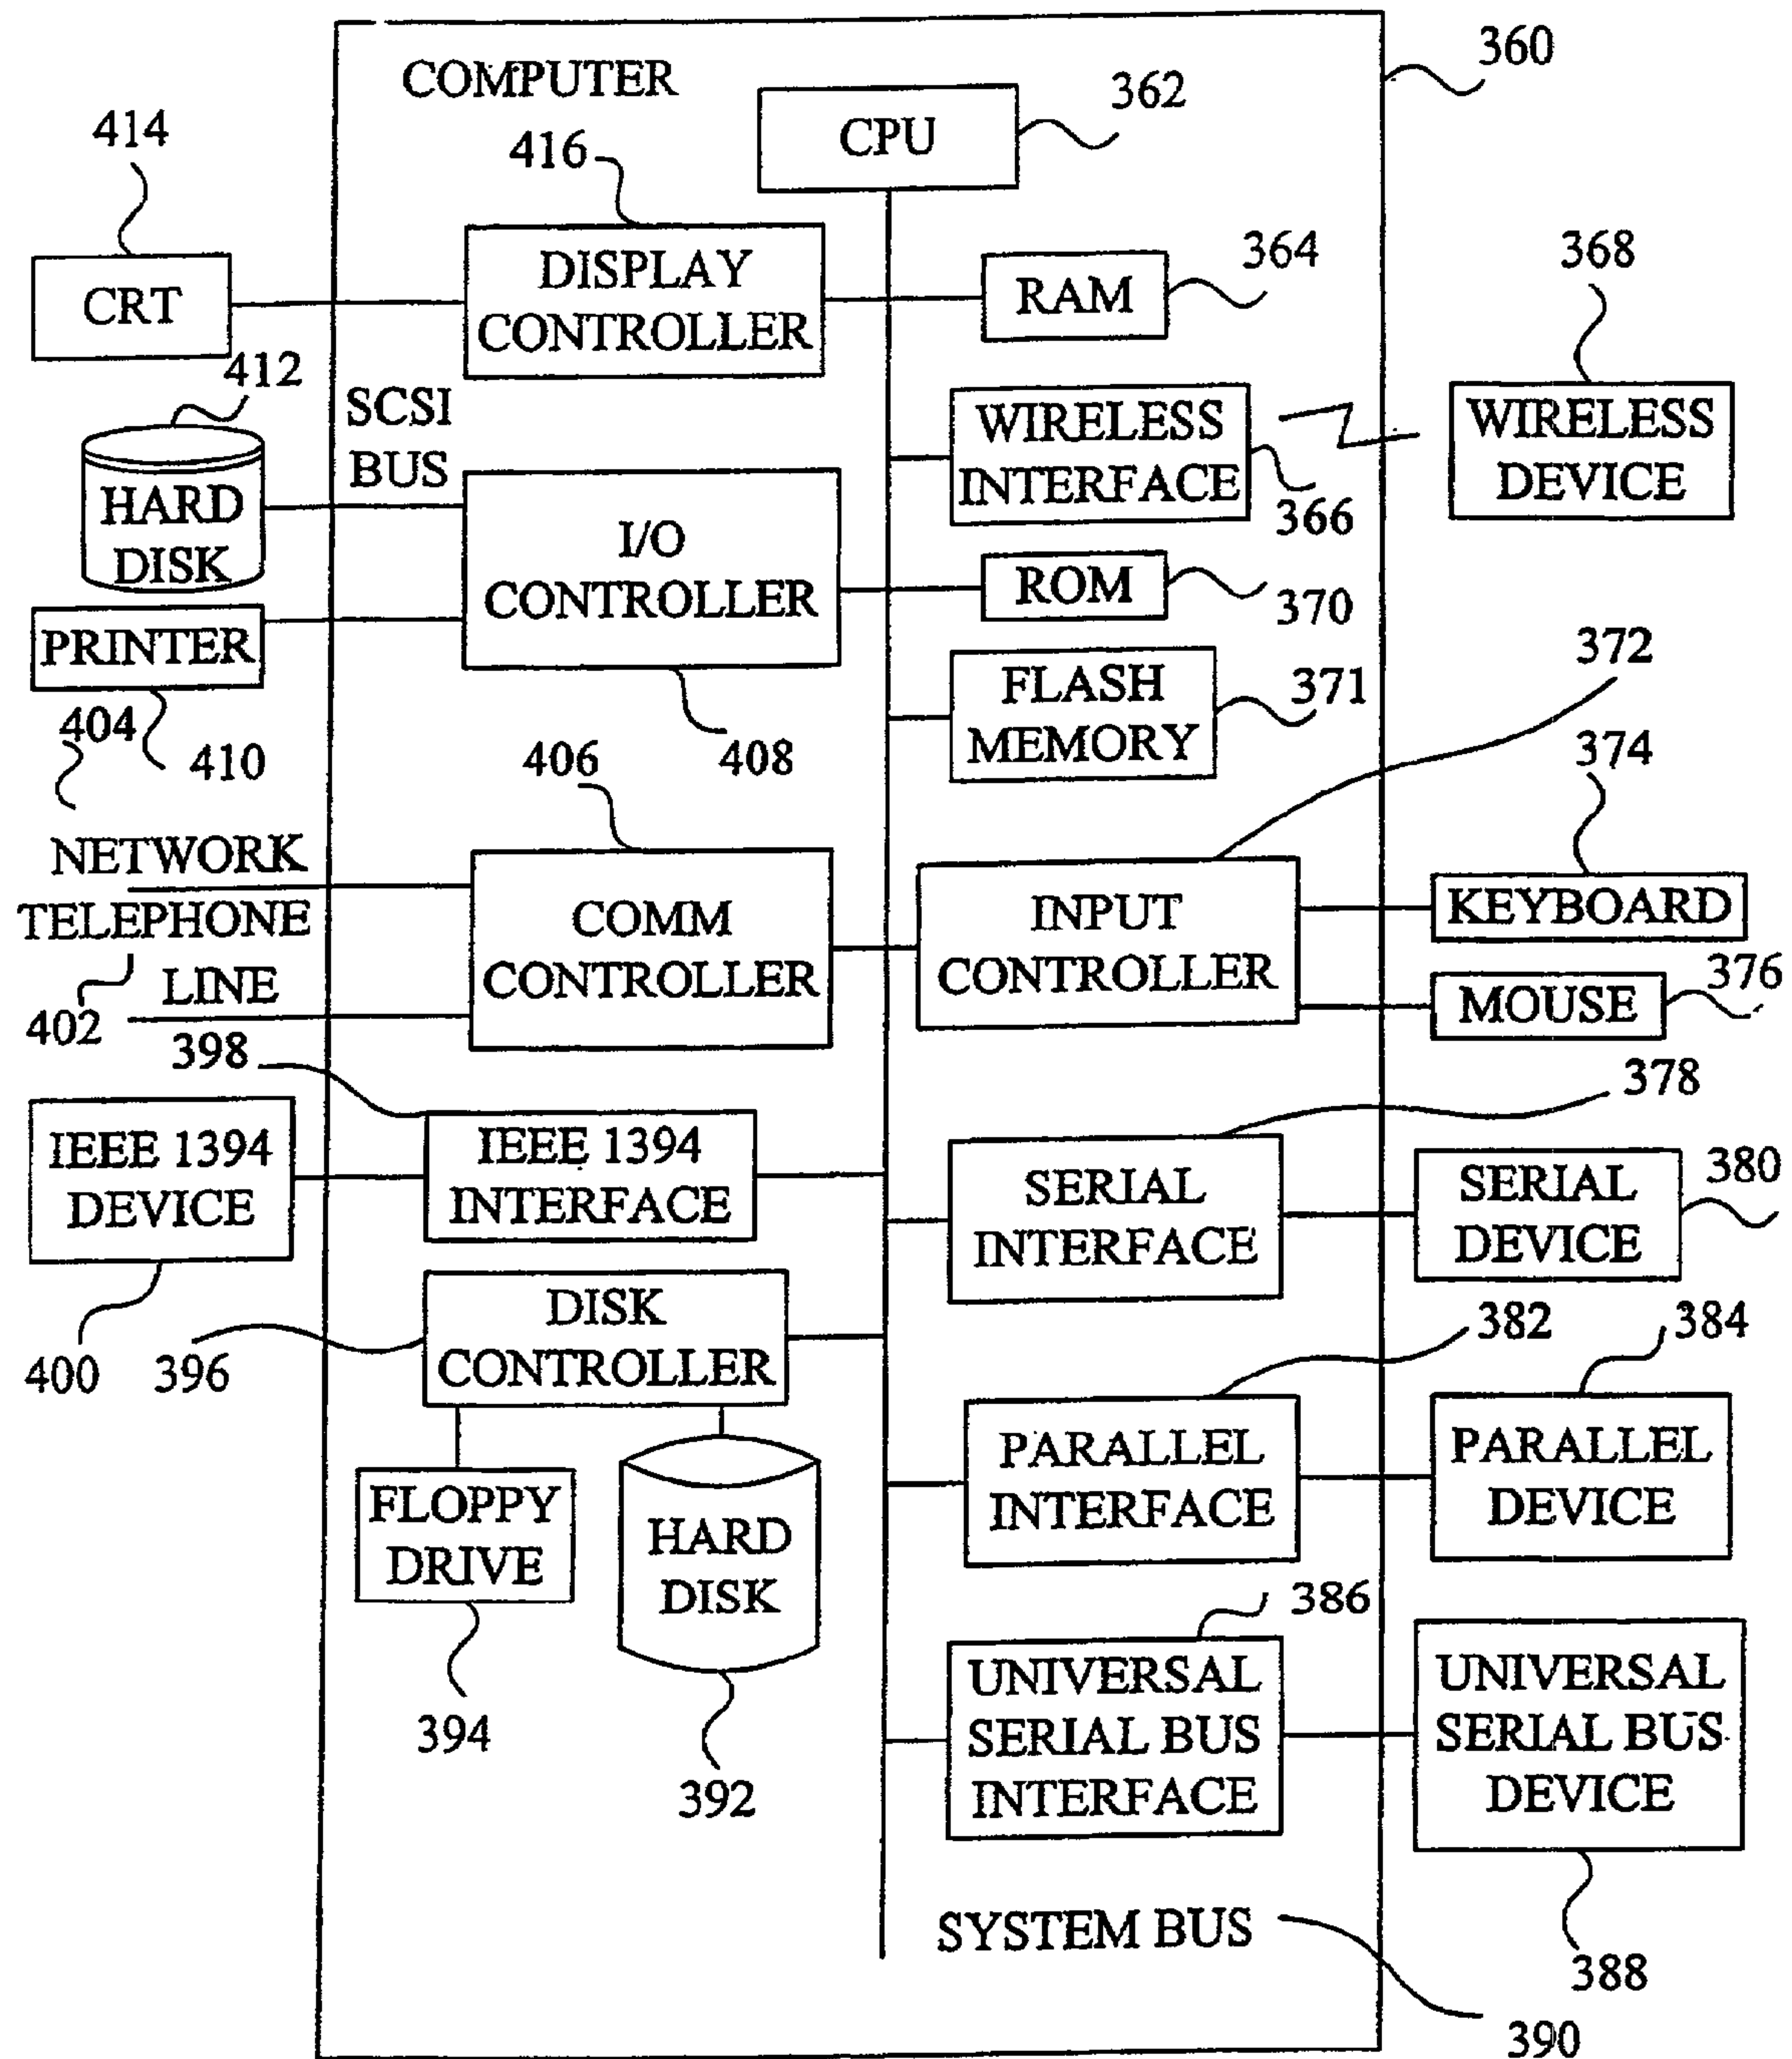 360
COMPUTER
362
CPU
414
416
364
368
CRT
DISPLAY
CONTROLLER
RAM
412
SCSI
BUS
WIRELESS
INTERFACE
366
WIRELESS
DEVICE
HARD
DISK
I/O
CONTROLLER
ROM
370
PRINTER
372
404
410
408
FLASH
MEMORY
371
406
374
NETWORK
TELEPHONE
LINE
402
COMM
CONTROLLER
INPUT
CONTROLLER
KEYBOARD
376
MOUSE
398
378
IEEE 1394
DEVICE
IEEE 1394
INTERFACE
SERIAL
INTERFACE
SERIAL
DEVICE
380
400
396
DISK
CONTROLLER
382
384
PARALLEL
INTERFACE
PARALLEL
DEVICE
FLOPPY
DRIVE
HARD
DISK
386
394
392
UNIVERSAL
SERIAL BUS
INTERFACE
UNIVERSAL
SERIAL BUS
DEVICE
SYSTEM BUS
388
390